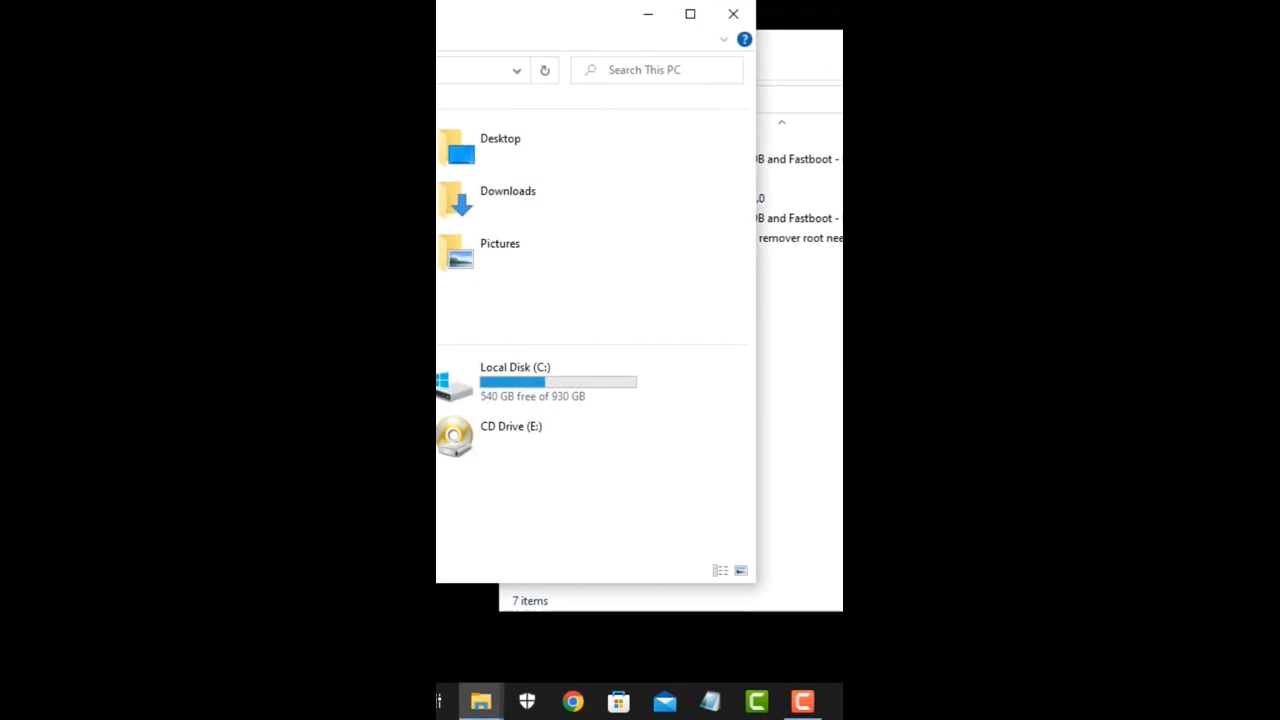 ?
Search This PC
Desktop
Downloads
Pictures
Local Disk (C:)
540 GB free of 930 GB
CD Drive (E:)
B and Fastboot -
.0
B and Fastboot -
remover root nee
7 items